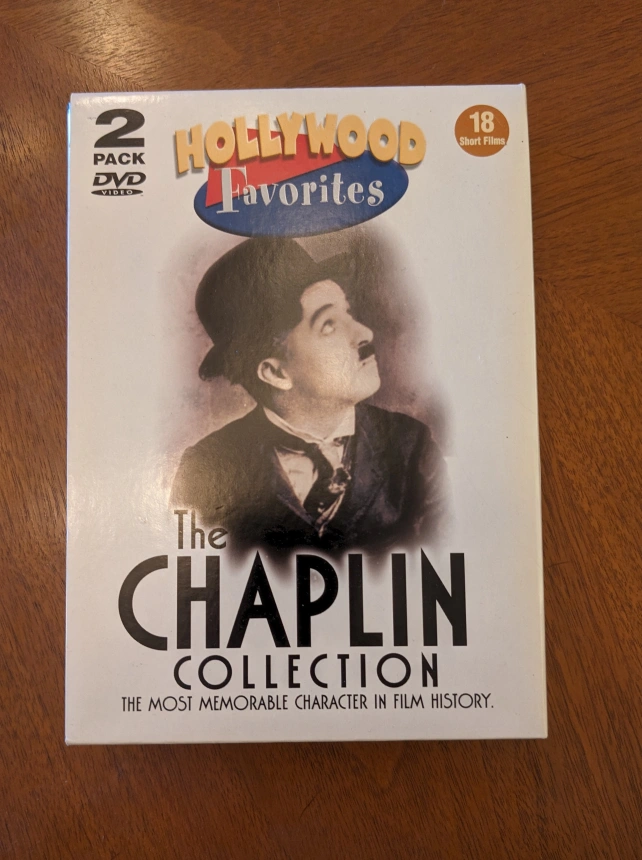 2
PACK
DVD
VIDEO
HOLLYWOOD
Favorites
18
Short Films
The
CHAPLIN
COLLECTION
THE MOST MEMORABLE CHARACTER IN FILM HISTORY.